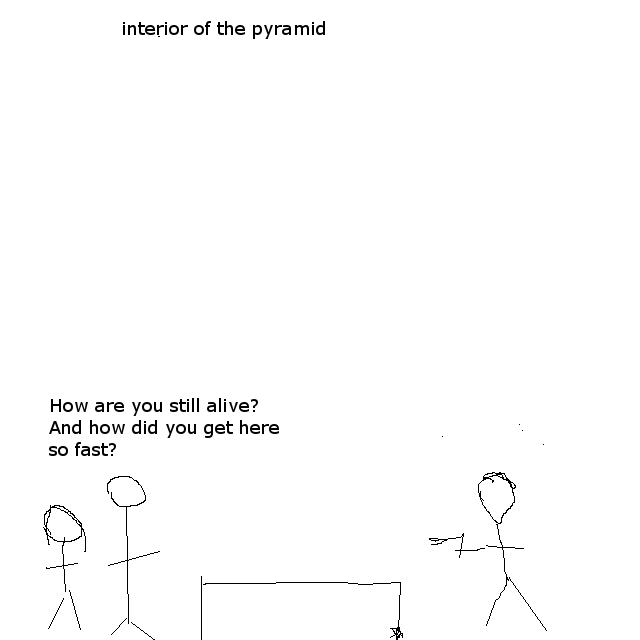 interior of the pyramid
How are you still alive?
And how did you get here
so fast?